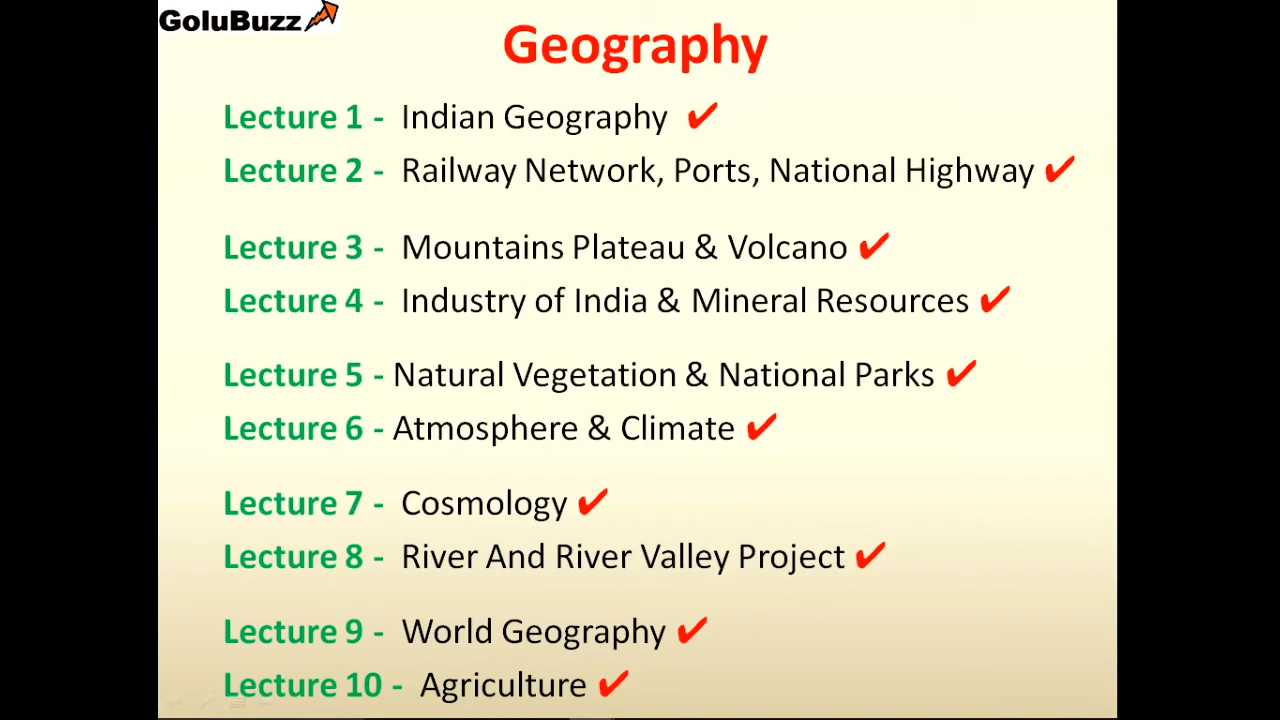 GoluBuzz
Geography
Lecture 1 - Indian Geography ✔
Lecture 2 - Railway Network, Ports, National Highway ✔
Lecture 3 - Mountains Plateau & Volcano ✔
Lecture 4 - Industry of India & Mineral Resources ✔
Lecture 5 - Natural Vegetation & National Parks ✔
Lecture 6 - Atmosphere & Climate ✔
Lecture 7 - Cosmology ✔
Lecture 8 - River And River Valley Project ✔
Lecture 9 - World Geography ✔
Lecture 10 - Agriculture ✔